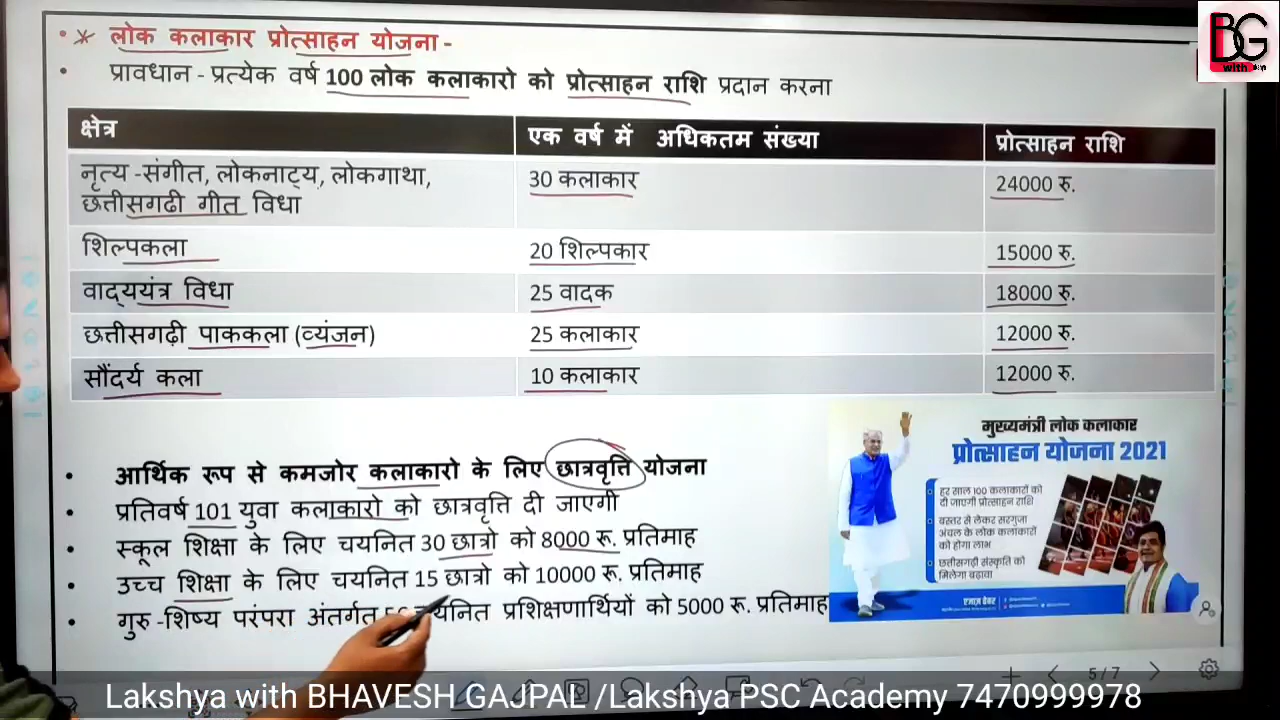 लोक कलाकार प्रोत्साहन योजना -
प्रावधान - प्रत्येक वर्ष 100 लोक कलाकारो को प्रोत्साहन राशि प्रदान करना
क्षेत्र एक वर्ष में अधिकतम संख्या प्रोत्साहन राशि
नृत्य -संगीत, लोकनाट्य, लोकगाथा,
छत्तीसगढी गीत विधा 30 कलाकार 24000 रु.
शिल्पकला 20 शिल्पकार 15000 रु.
वाद्ययंत्र विधा 25 वादक 18000 रु.
छत्तीसगढ़ी पाककला (व्यंजन) 25 कलाकार 12000 रु.
सौंदर्य कला 10 कलाकार 12000 रु.
आर्थिक रूप से कमजोर कलाकारो के लिए छात्रवृत्ति योजना
प्रतिवर्ष 101 युवा कलाकारो को छात्रवृति दी जाएगी
स्कूल शिक्षा के लिए चयनित 30 छात्रो को 8000 रू. प्रतिमाह
उच्च शिक्षा के लिए चयनित 15 छात्रो को 10000 रू. प्रतिमाह
गुरु -शिष्य परंपरा अंतर्गत चयनित प्रशिक्षणार्थियों को 5000 रू. प्रतिमाह
मुख्यमंत्री लोक कलाकार
प्रोत्साहन योजना 2021
हर साल 100 कलाकारों को
दी जाएगी प्रोत्साहन राशि
बस्तर से लेकर सरगुजा
अंचल के लोक कलाकारों
को होगा लाभ
छत्तीसगढ़ी संस्कृति को
मिलेगा बढ़ावा
BG
with
5/7
Lakshya with BHAVESH GAJPAL /Lakshya PSC Academy 7470999978